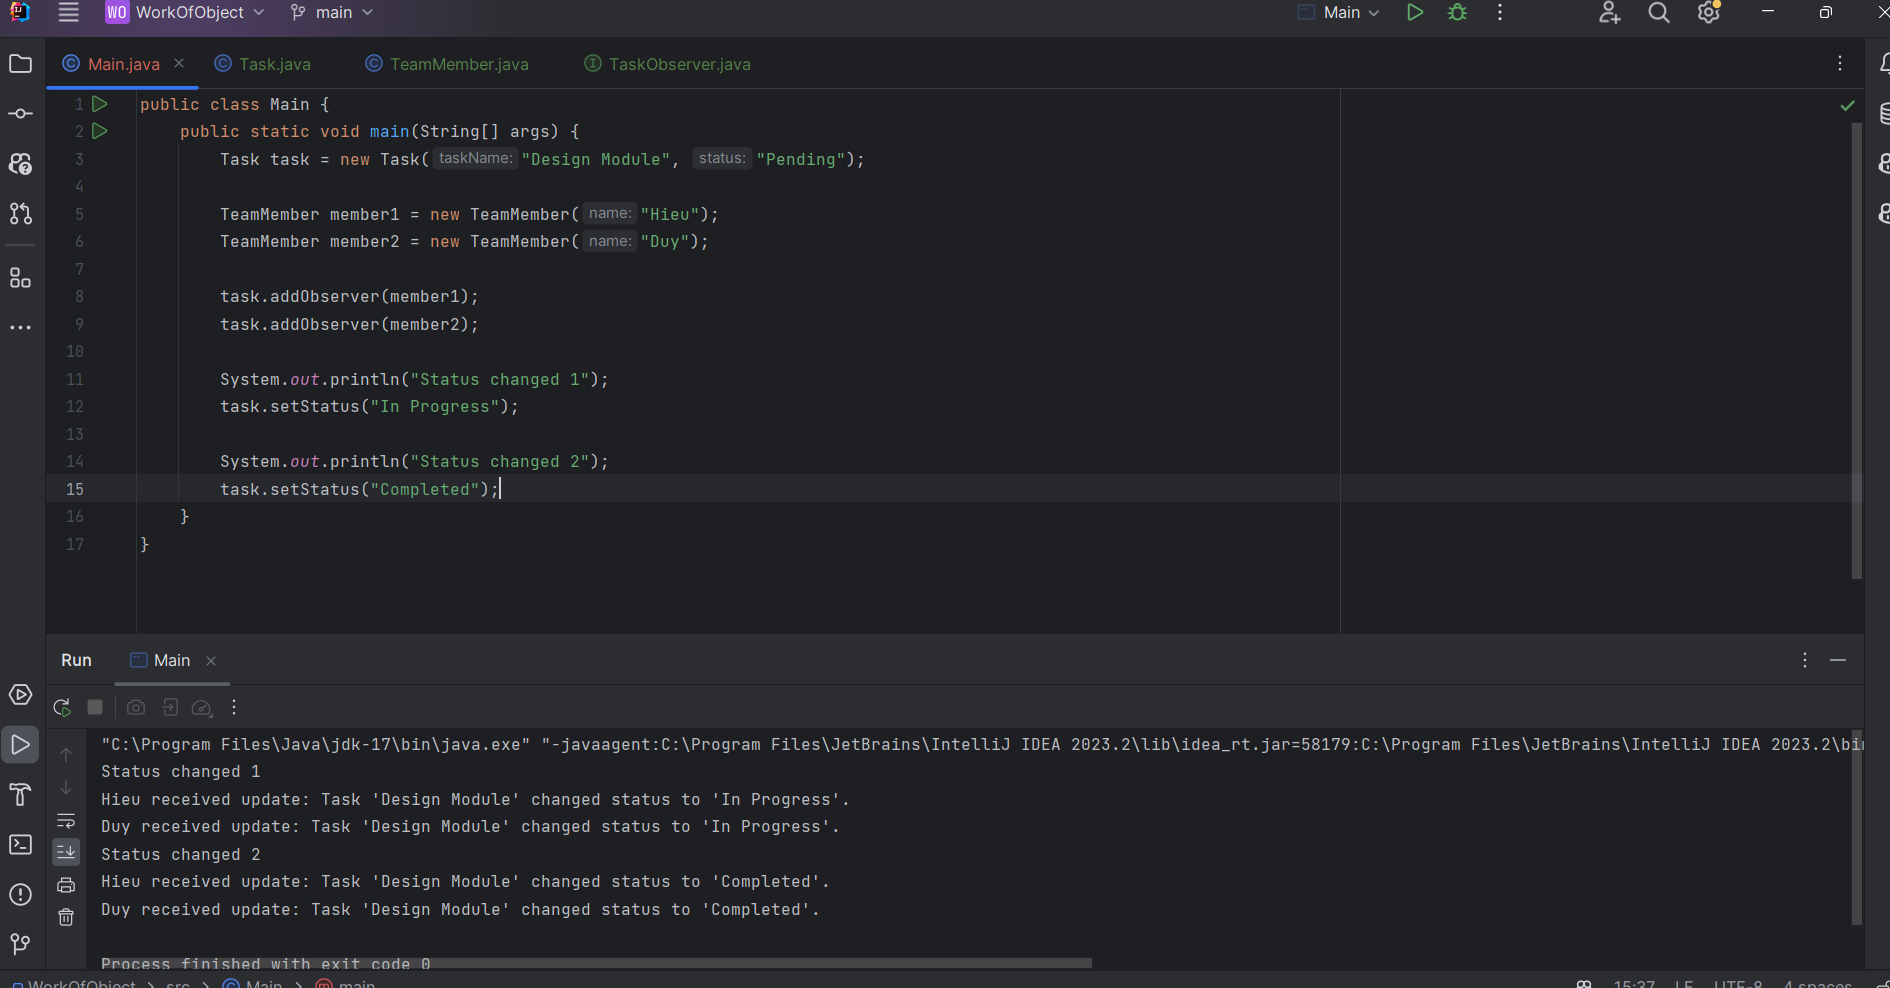 WO WorkOfObject main Main
Main.java Task.java TeamMember.java TaskObserver.java
1 public class Main {
2 public static void main(String[] args) {
3 Task task = new Task( taskName: "Design Module", status: "Pending");
4
5 TeamMember member1 = new TeamMember( name: "Hieu");
6 TeamMember member2 = new TeamMember( name: "Duy");
7
8 task.addObserver(member1);
9 task.addObserver(member2);
10
11 System.out.println("Status changed 1");
12 task.setStatus("In Progress");
13
14 System.out.println("Status changed 2");
15 task.setStatus("Completed");
16 }
17 }
Run Main
"C:\Program Files\Java\jdk-17\bin\java.exe" "-javaagent:C:\Program Files\JetBrains\IntelliJ IDEA 2023.2\lib\idea_rt.jar=58179:C:\Program Files\JetBrains\IntelliJ IDEA 2023.2\bin
Status changed 1
Hieu received update: Task 'Design Module' changed status to 'In Progress'.
Duy received update: Task 'Design Module' changed status to 'In Progress'.
Status changed 2
Hieu received update: Task 'Design Module' changed status to 'Completed'.
Duy received update: Task 'Design Module' changed status to 'Completed'.
Process finished with exit code 0
WorkOfObject > src > Main > main 15:37 LF UTF-8 4 spaces